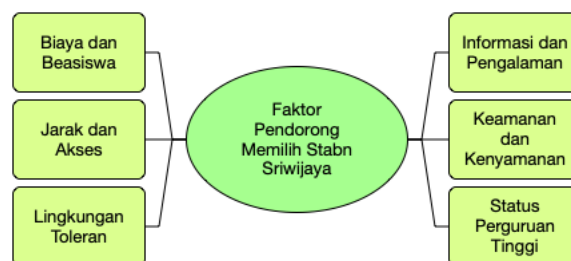 Biaya dan
Beasiswa
Jarak dan
Akses
Lingkungan
Toleran
Faktor
Pendorong
Memilih Stabn
Sriwijaya
Informasi dan
Pengalaman
Keamanan
dan
Kenyamanan
Status
Perguruan
Tinggi